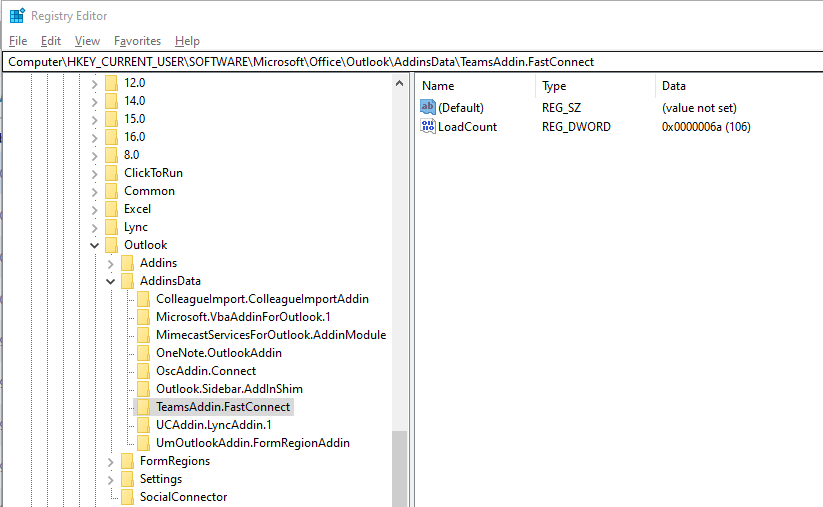 Registry Editor
File Edit View Favorites Help
Computer\HKEY_CURRENT_USER\SOFTWARE\Microsoft\Office\Outlook\AddinsData\TeamsAddin.FastConnect
12.0
14.0
15.0
16.0
8.0
ClickToRun
Common
Excel
Lync
Outlook
Addins
AddinsData
ColleagueImport.ColleagueImportAddin
Microsoft.VbaAddinForOutlook.1
MimecastServicesForOutlook.AddinModule
OneNote.OutlookAddin
OscAddin.Connect
Outlook.Sidebar.AddInShim
TeamsAddin.FastConnect
UCAddin.LyncAddin.1
UmOutlookAddin.FormRegionAddin
FormRegions
Settings
SocialConnector
Name Type Data
(Default) REG_SZ (value not set)
LoadCount REG_DWORD 0x0000006a (106)